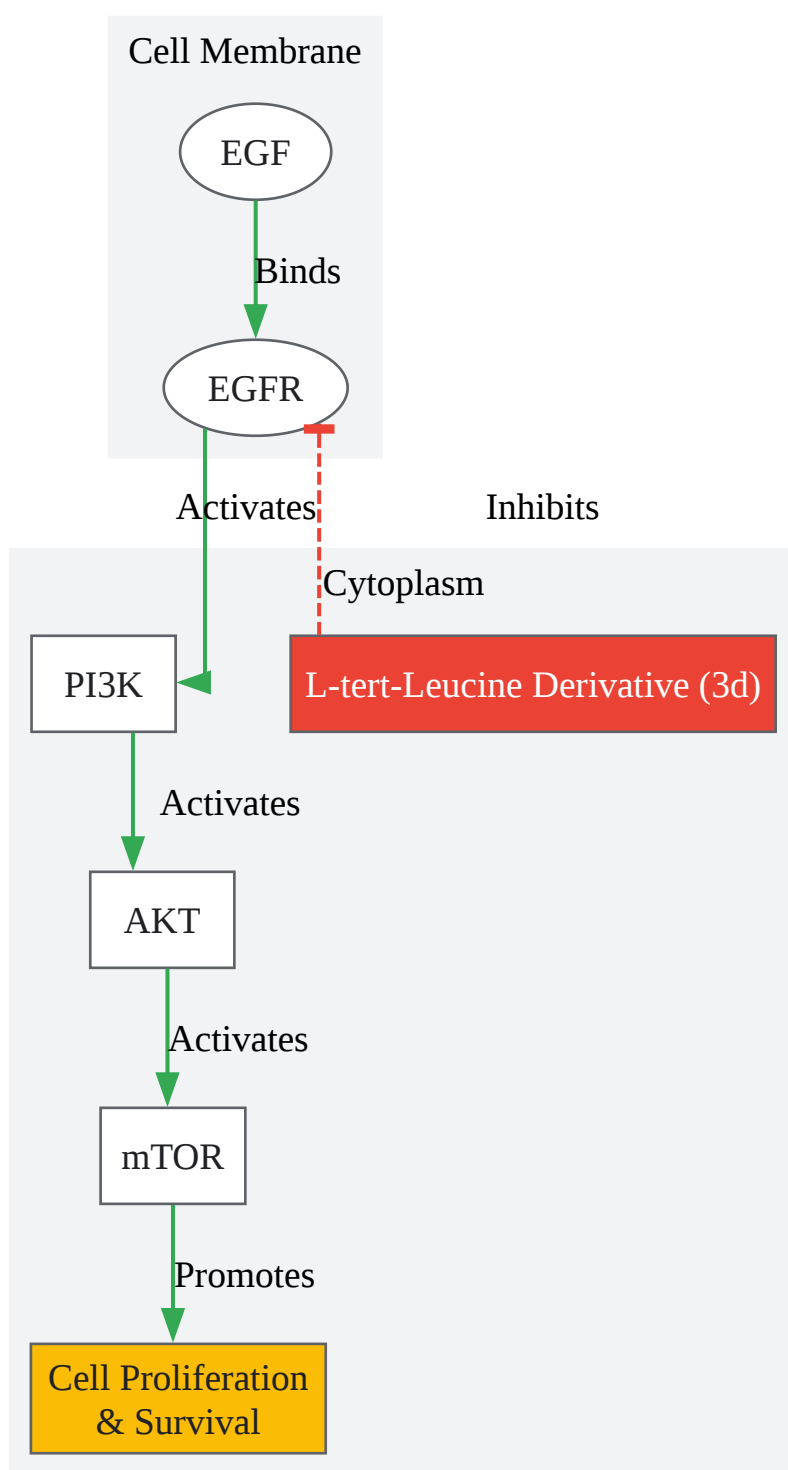 Cell Membrane
EGF
Binds
EGFR
Activates
Inhibits
Cytoplasm
PI3K
L-tert-Leucine Derivative (3d)
Activates
AKT
Activates
mTOR
Promotes
Cell Proliferation
& Survival